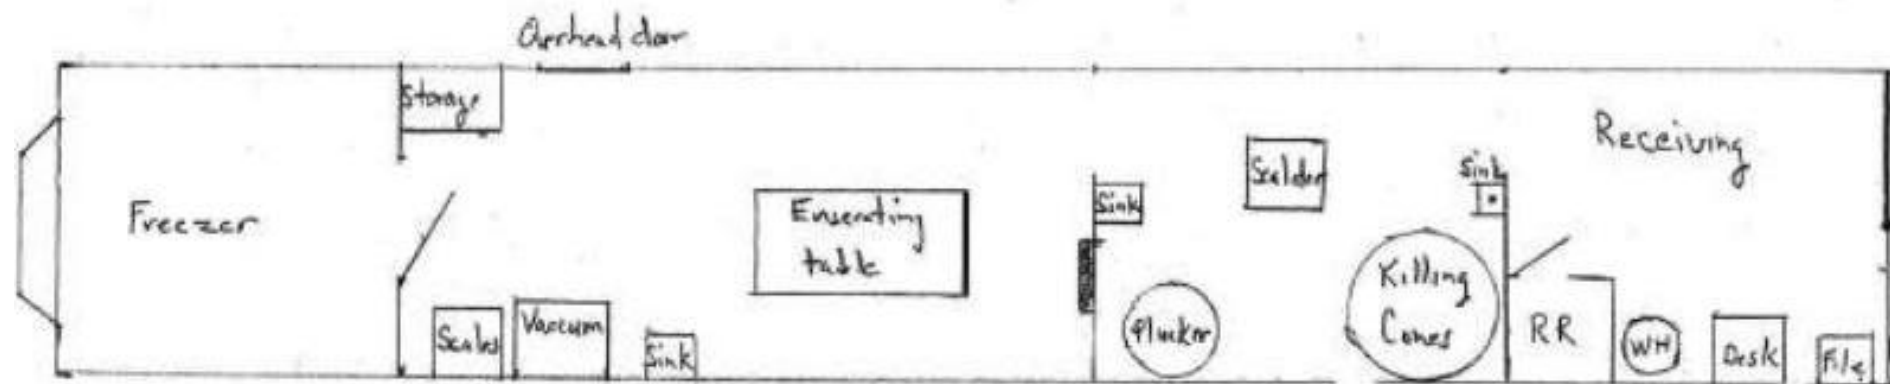 Overhead door
Storage
Receiving
Scalder
Sink
Sink
Freezer
Eviscerating
table
Killing
Cones
Plucker
Scales
Vaccum
Sink
RR
WH
Desk
File